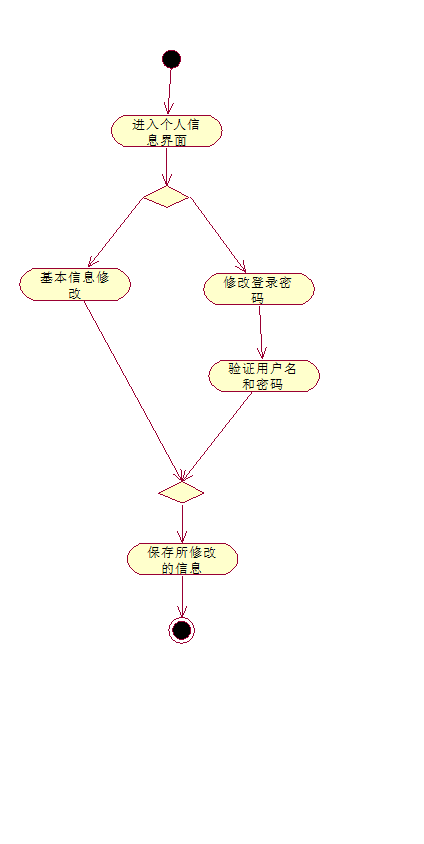 进入个人信
息界面
基本信息修
改
修改登录密
码
验证用户名
和密码
保存所修改
的信息